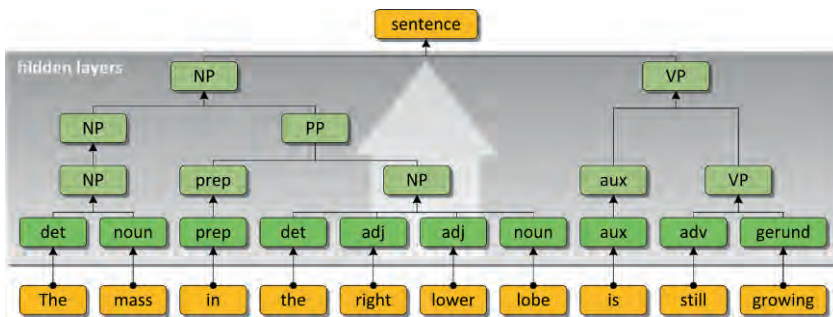 sentence
hidden layers
NP VP
NP PP
NP prep NP aux VP
det noun prep det adj adj noun aux adv gerund
The mass in the right lower lobe is still growing